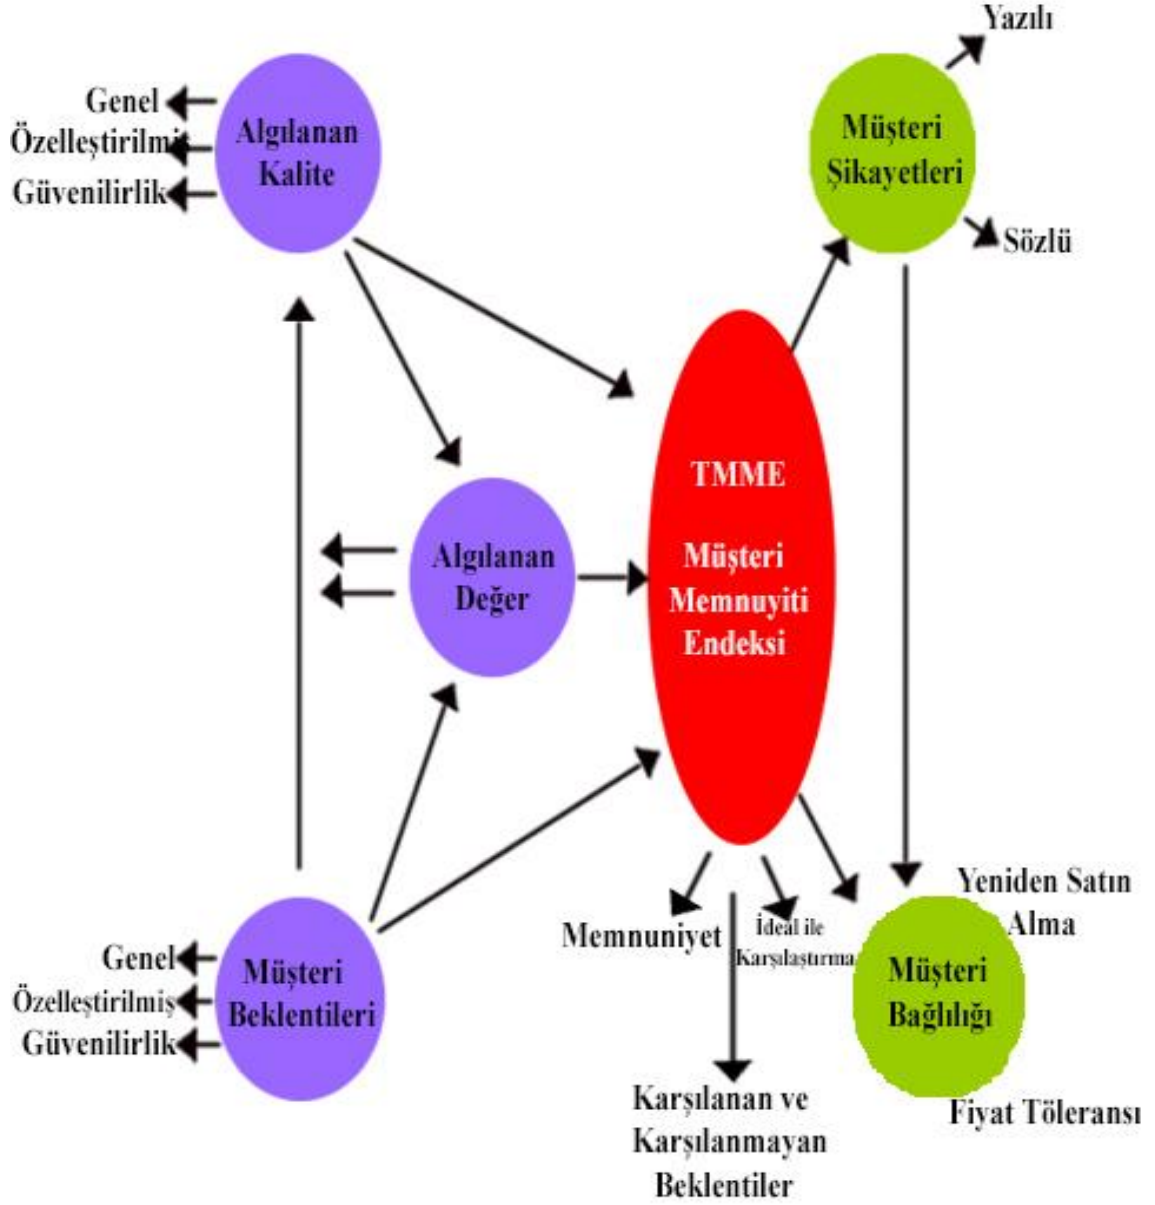 Yazılı
Genel
Özelleştirilmiş
Güvenilirlik
Algılanan
Kalite
Müşteri
Şikayetleri
Sözlü
TMME
Müşteri
Memnuyiti
Endeksi
Algılanan
Değer
Genel
Özelleştirilmiş
Güvenilirlik
Müşteri
Beklentileri
Memnuniyet
İdeal ile
Karşılaştırma
Yeniden Satın
Alma
Müşteri
Bağlılığı
Fiyat Töleransı
Karşılanan ve
Karşılanmayan
Beklentiler